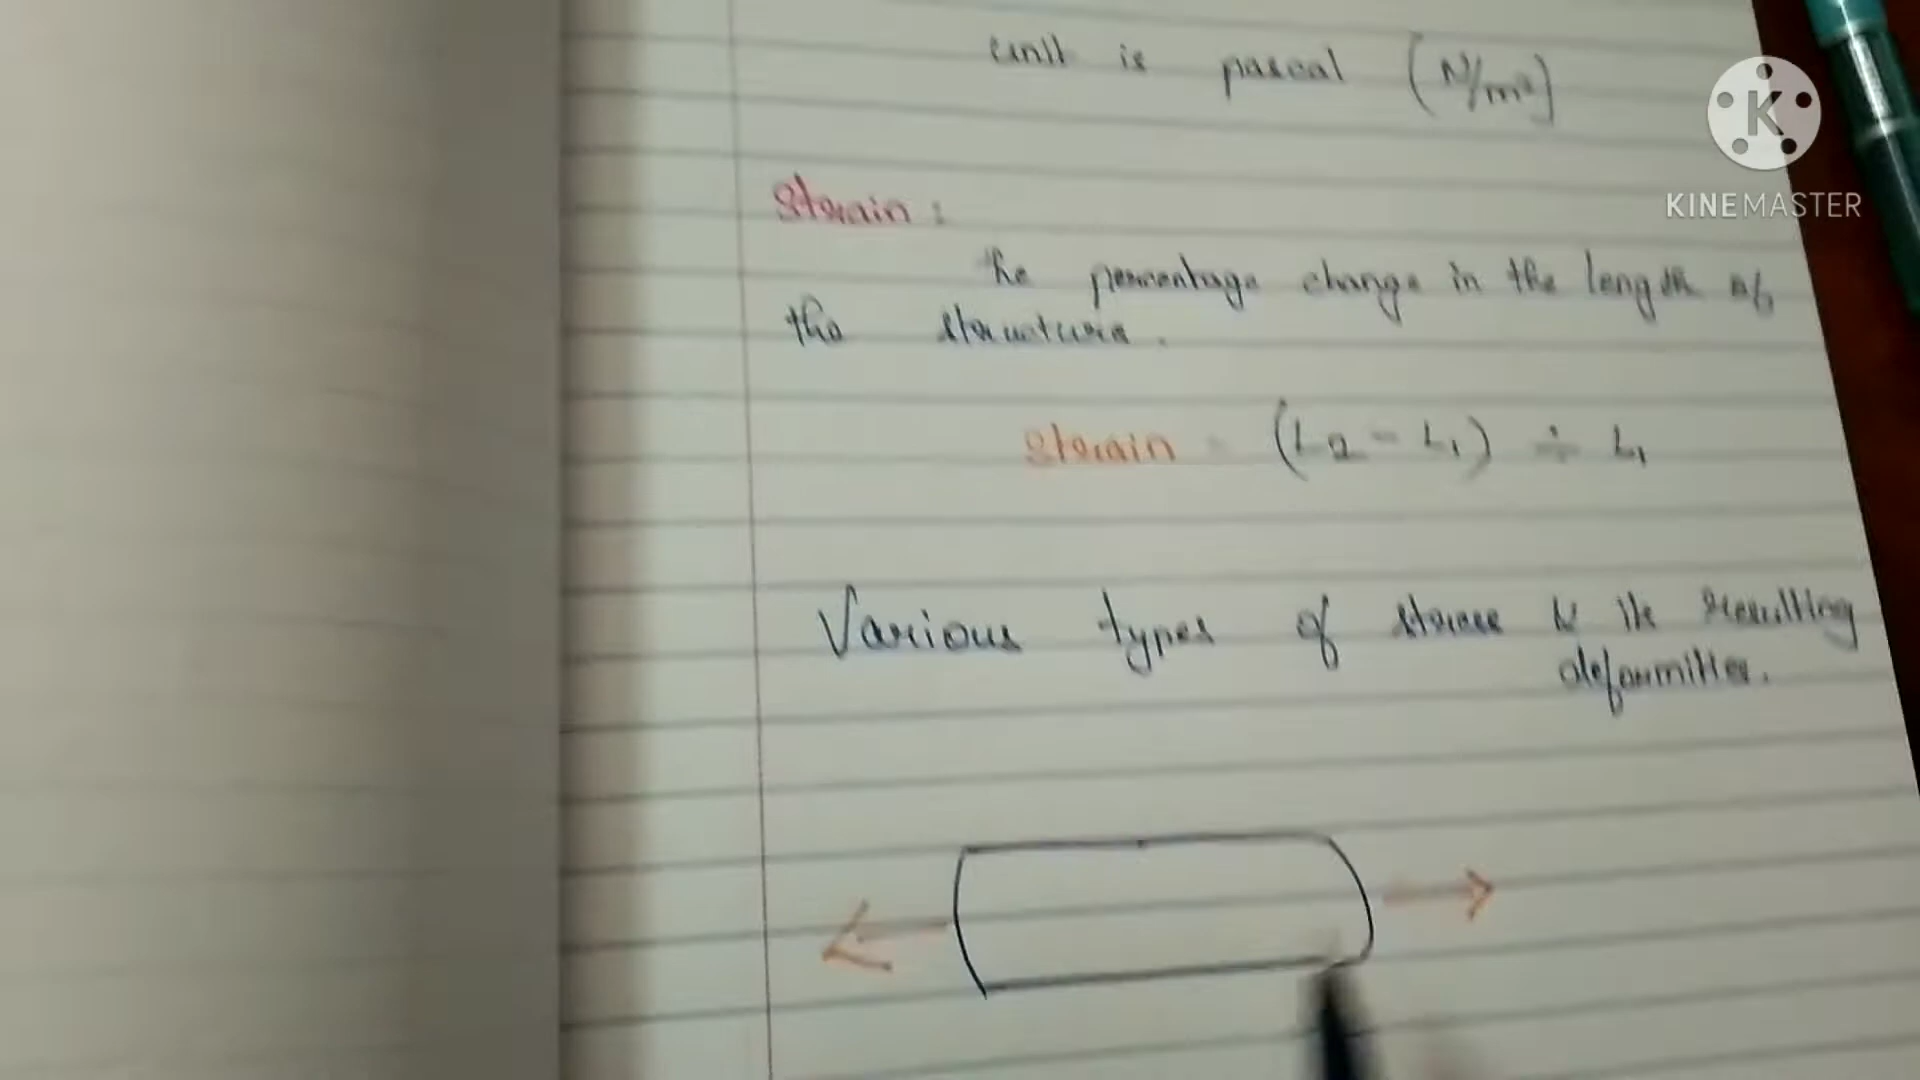 unit is pascal (N/m²)
Strain :
the percentage change in the length of
the structure.
Strain = (L2 - L1) ÷ L1
Various types of stress & its resulting
deformities.
K
KINEMASTER